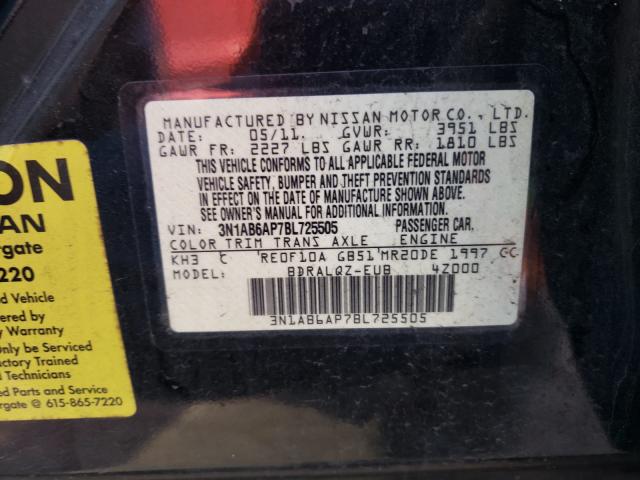 MANUFACTURED BY NISSAN MOTOR CO., LTD.
DATE: 05/11. GVWR: 3951 LBS
GAWR FR: 2227 LBS GAWR RR: 1810 LBS
THIS VEHICLE CONFORMS TO ALL APPLICABLE FEDERAL MOTOR
VEHICLE SAFETY, BUMPER AND THEFT PREVENTION STANDARDS
IN EFFECT ON THE DATE OF MANUFACTURE SHOWN ABOVE.
SEE OWNER'S MANUAL FOR ADDITIONAL INFORMATION.
VIN: 3N1AB6AP7BL725505 PASSENGER CAR.
COLOR TRIM TRANS AXLE ENGINE
KH3 C RE0F10A GB51 MR20DE 1997 CC
MODEL: BDRALQZ-EUB 4Z000
3N1AB6AP7BL725505
ON
AN
rgate
220
d Vehicle
ered by
y Warranty
o Be Serviced
actory Trained
Technicians
ed Parts and Service
rgate @ 615-865-7220